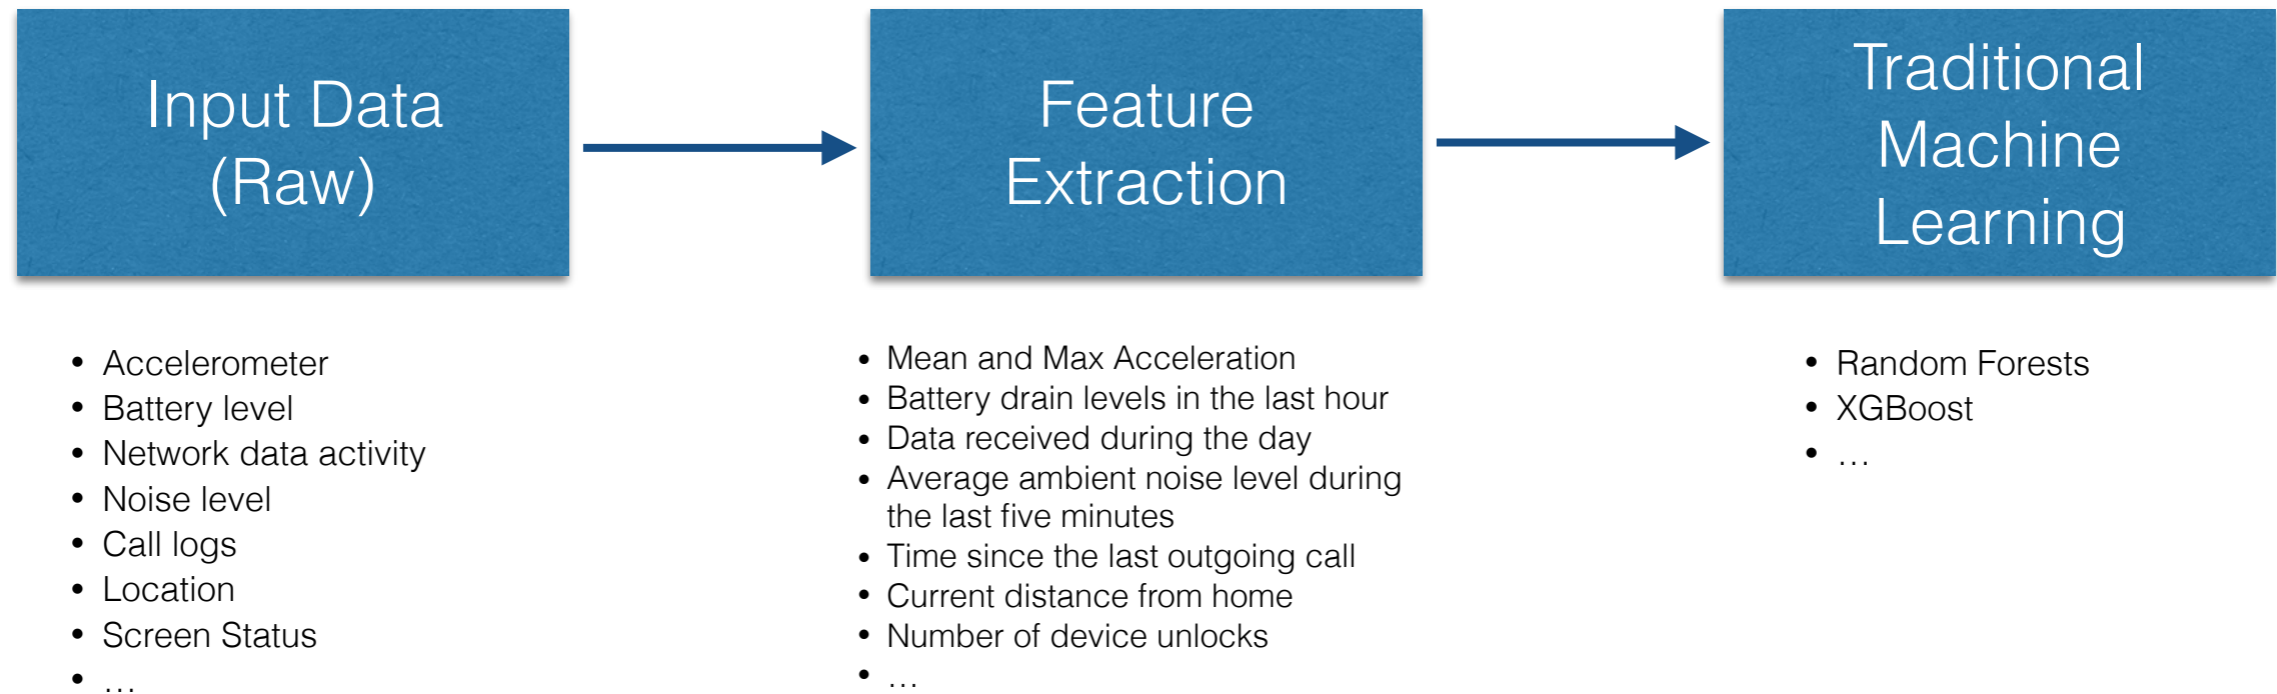 Input Data
(Raw)
Feature
Extraction
Traditional
Machine
Learning
• Accelerometer
• Battery level
• Network data activity
• Noise level
• Call logs
• Location
• Screen Status
• …
• Mean and Max Acceleration
• Battery drain levels in the last hour
• Data received during the day
• Average ambient noise level during
the last five minutes
• Time since the last outgoing call
• Current distance from home
• Number of device unlocks
• …
• Random Forests
• XGBoost
• …